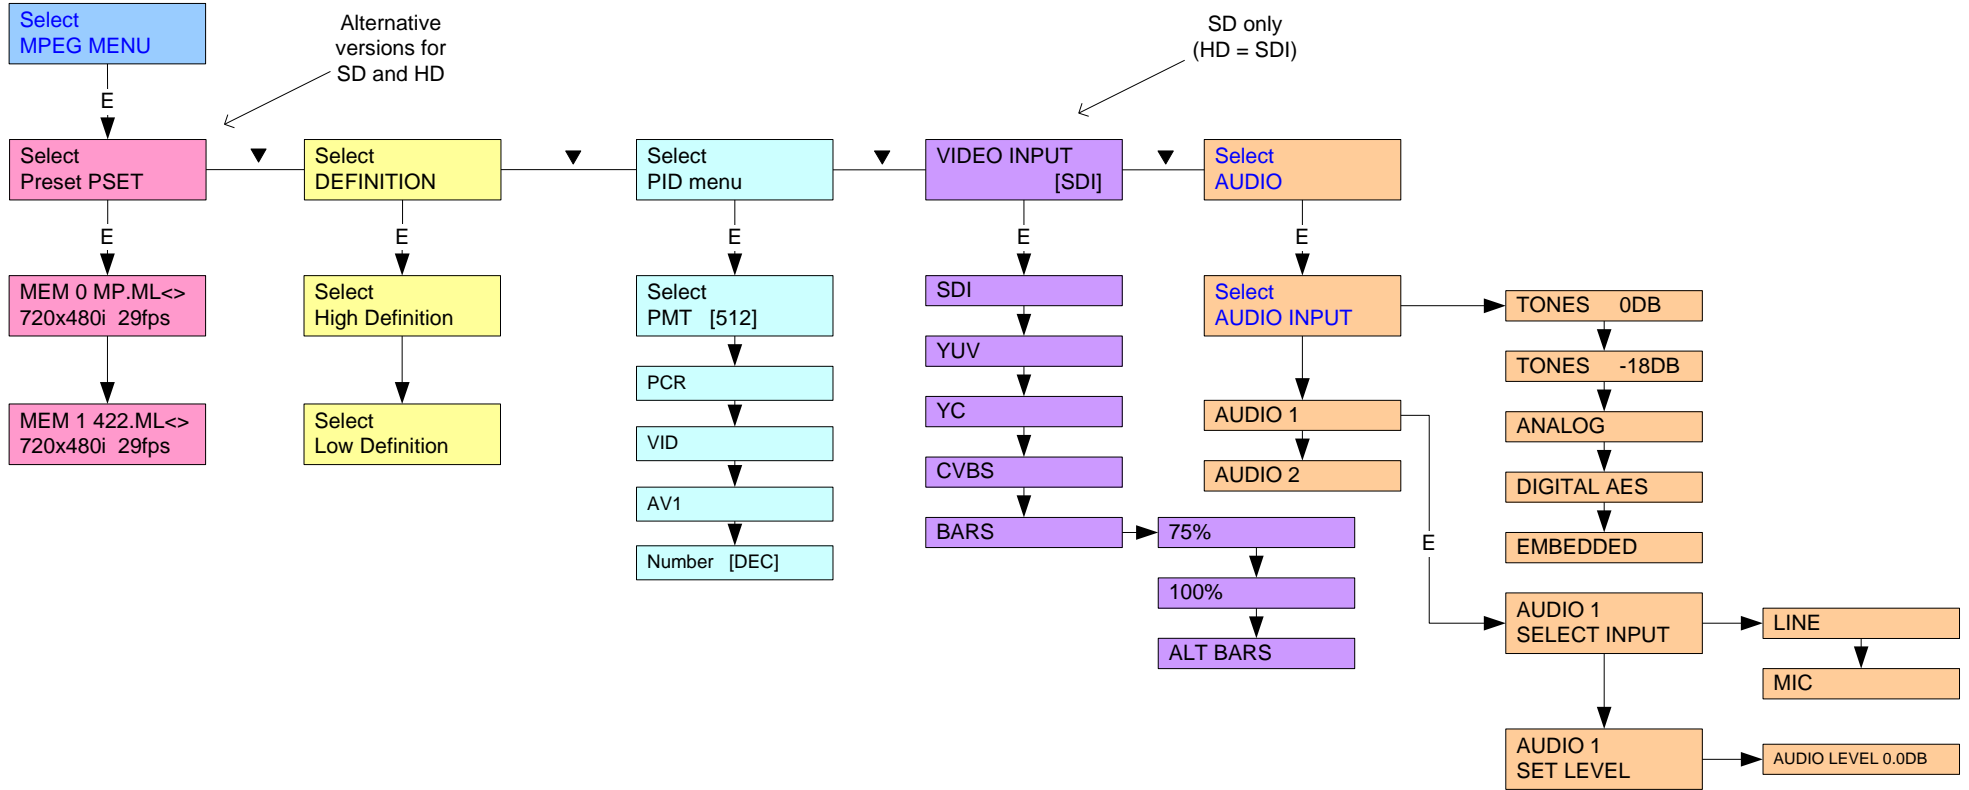 Select
MPEG MENU
Alternative
versions for
SD and HD
SD only
(HD = SDI)
E
Select
Preset PSET
Select
DEFINITION
Select
PID menu
VIDEO INPUT
[SDI]
Select
AUDIO
E
E
E
E
E
MEM 0 MP.ML<>
720x480i 29fps
MEM 1 422.ML<>
720x480i 29fps
Select
High Definition
Select
Low Definition
Select
PMT [512]
PCR
VID
AV1
Number [DEC]
SDI
YUV
YC
CVBS
BARS
75%
100%
ALT BARS
Select
AUDIO INPUT
AUDIO 1
AUDIO 2
E
TONES 0DB
TONES -18DB
ANALOG
DIGITAL AES
EMBEDDED
AUDIO 1
SELECT INPUT
LINE
MIC
AUDIO 1
SET LEVEL
AUDIO LEVEL 0.0DB